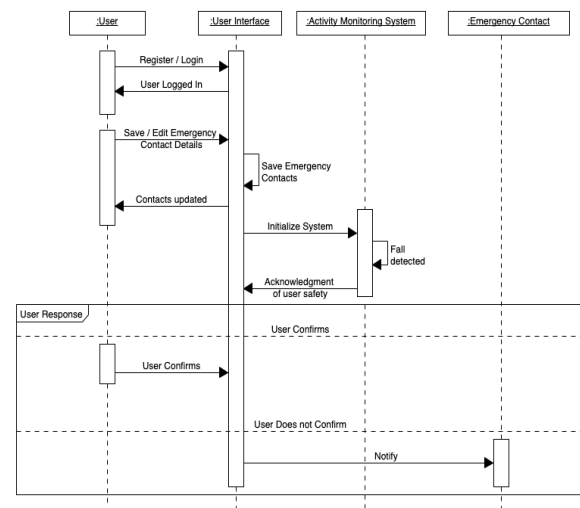 :User
:User Interface
:Activity Monitoring System
:Emergency Contact
Register / Login
User Logged In
Save / Edit Emergency
Contact Details
Save Emergency
Contacts
Contacts updated
Initialize System
Fall
detected
Acknowledgment
of user safety
User Response
User Confirms
User Confirms
User Does not Confirm
Notify